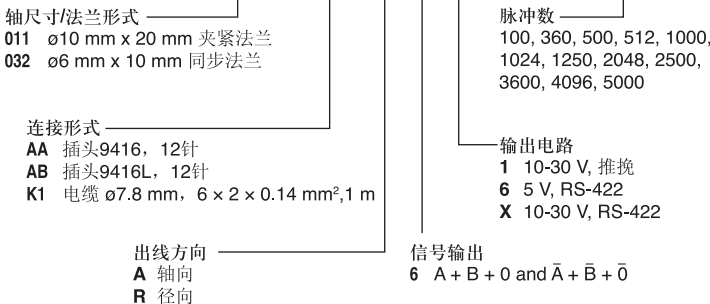 轴尺寸/法兰形式
011 ø10 mm x 20 mm 夹紧法兰
032 ø6 mm x 10 mm 同步法兰
脉冲数
100, 360, 500, 512, 1000,
1024, 1250, 2048, 2500,
3600, 4096, 5000
连接形式
AA 插头9416，12针
AB 插头9416L，12针
K1 电缆 ø7.8 mm，6 × 2 × 0.14 mm²,1 m
输出电路
1 10-30 V, 推挽
6 5 V, RS-422
X 10-30 V, RS-422
出线方向
A 轴向
R 径向
信号输出
6 A + B + 0 and A̅ + B̅ + 0̅